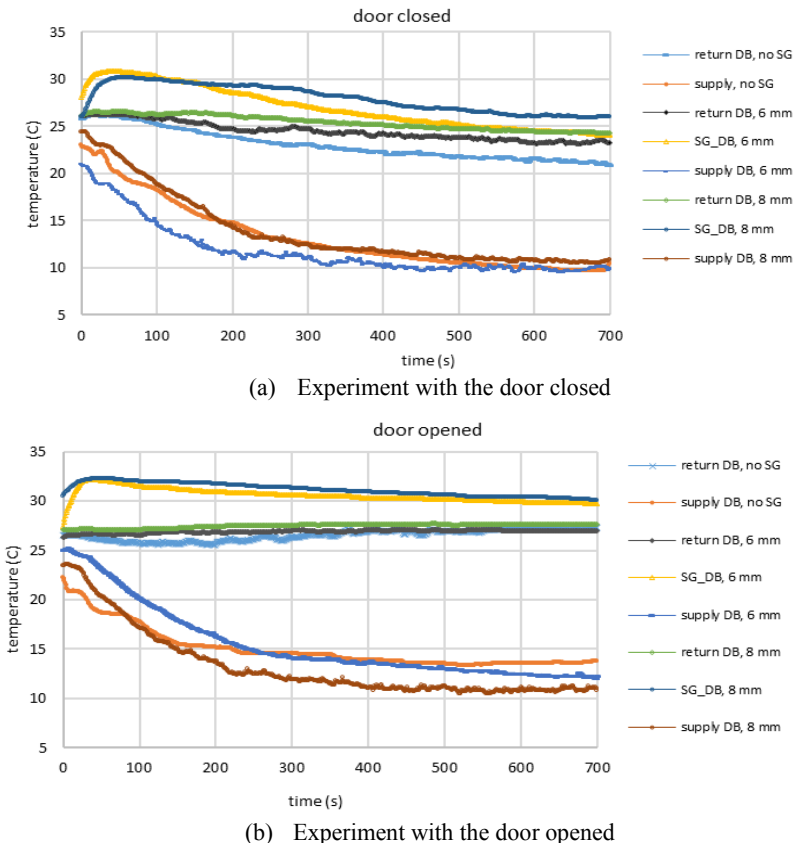 door closed
35
30
25
20
15
10
5
temperature (C)
0 100 200 300 400 500 600 700
time (s)
return DB, no SG
supply, no SG
return DB, 6 mm
SG_DB, 6 mm
supply DB, 6 mm
return DB, 8 mm
SG_DB, 8 mm
supply DB, 8 mm
(a) Experiment with the door closed
door opened
35
30
25
20
15
10
5
temperature (C)
0 100 200 300 400 500 600 700
time (s)
return DB, no SG
supply DB, no SG
return DB, 6 mm
SG_DB, 6 mm
supply DB, 6 mm
return DB, 8 mm
SG_DB, 8 mm
supply DB, 8 mm
(b) Experiment with the door opened